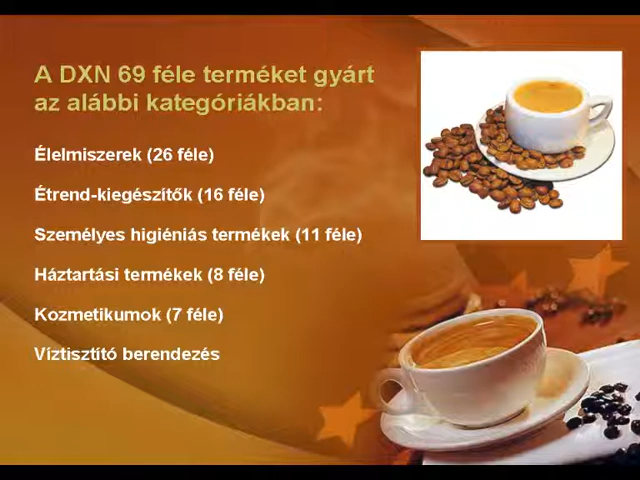 A DXN 69 féle terméket gyárt
az alábbi kategóriákban:
Élelmiszerek (26 féle)
Étrend-kiegészítők (16 féle)
Személyes higiéniás termékek (11 féle)
Háztartási termékek (8 féle)
Kozmetikumok (7 féle)
Víztisztító berendezés